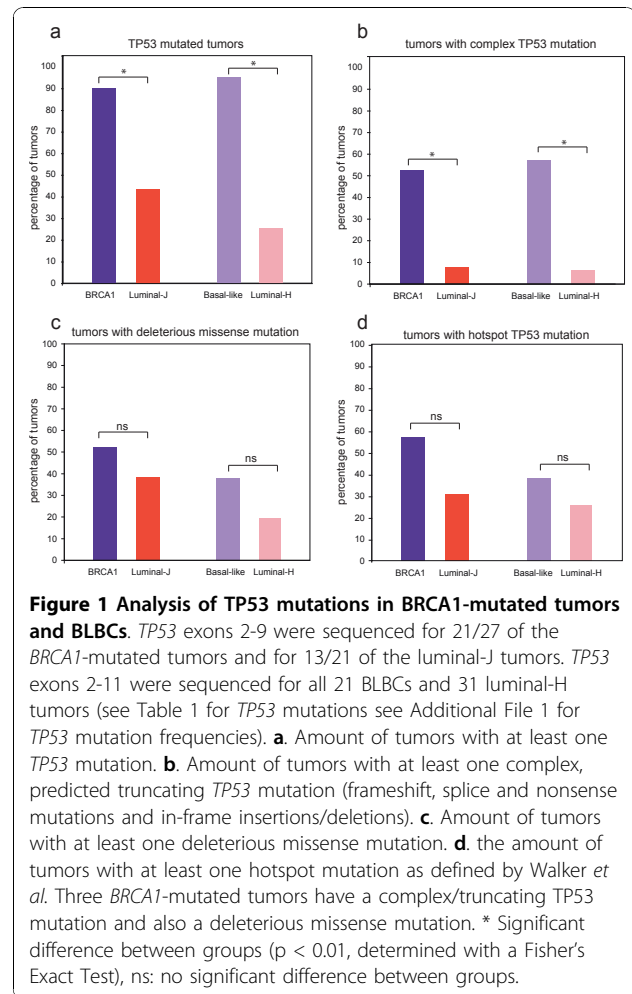 a
TP53 mutated tumors
percentage of tumors
100
90
80
70
60
50
40
30
20
10
0
*
*
BRCA1 Luminal-J Basal-like Luminal-H
b
tumors with complex TP53 mutation
percentage of tumors
100
90
80
70
60
50
40
30
20
10
0
*
*
BRCA1 Luminal-J Basal-like Luminal-H
c
tumors with deleterious missense mutation
percentage of tumors
100
90
80
70
60
50
40
30
20
10
0
ns
ns
BRCA1 Luminal-J Basal-like Luminal-H
d
tumors with hotspot TP53 mutation
percentage of tumors
100
90
80
70
60
50
40
30
20
10
0
ns
ns
BRCA1 Luminal-J Basal-like Luminal-H
Figure 1 Analysis of TP53 mutations in BRCA1-mutated tumors
and BLBCs. TP53 exons 2-9 were sequenced for 21/27 of the
BRCA1-mutated tumors and for 13/21 of the luminal-J tumors. TP53
exons 2-11 were sequenced for all 21 BLBCs and 31 luminal-H
tumors (see Table 1 for TP53 mutations see Additional File 1 for
TP53 mutation frequencies). a. Amount of tumors with at least one
TP53 mutation. b. Amount of tumors with at least one complex,
predicted truncating TP53 mutation (frameshift, splice and nonsense
mutations and in-frame insertions/deletions). c. Amount of tumors
with at least one deleterious missense mutation. d. the amount of
tumors with at least one hotspot mutation as defined by Walker et
al. Three BRCA1-mutated tumors have a complex/truncating TP53
mutation and also a deleterious missense mutation. * Significant
difference between groups (p < 0.01, determined with a Fisher's
Exact Test), ns: no significant difference between groups.